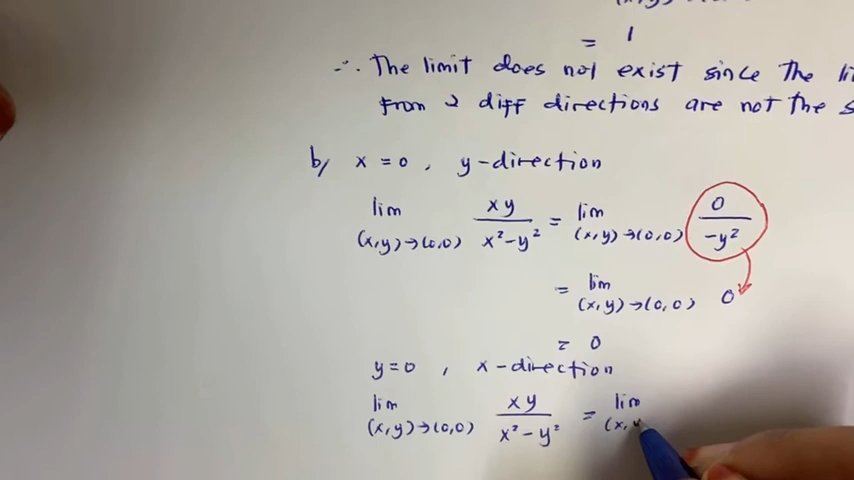 = 1
∴ The limit does not exist since the
from 2 diff directions are not the
b/ x = 0 , y-direction
lim (x,y)→(0,0) xy / x² - y² = lim (x,y)→(0,0) 0 / -y²
= lim (x,y)→(0,0) 0
= 0
y = 0 , x-direction
lim (x,y)→(0,0) xy / x² - y² = lim (x, y